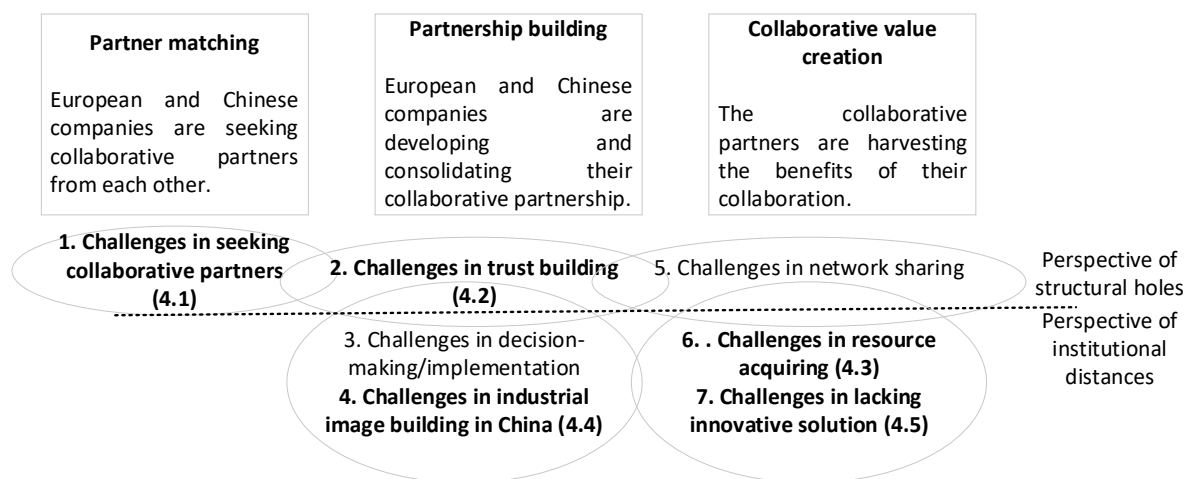 Partner matching
European and Chinese
companies are seeking
collaborative partners
from each other.
Partnership building
European and Chinese
companies are
developing and
consolidating their
collaborative partnership.
Collaborative value
creation
The collaborative
partners are harvesting
the benefits of their
collaboration.
1. Challenges in seeking
collaborative partners
(4.1)
2. Challenges in trust building
(4.2)
5. Challenges in network sharing
Perspective of
structural holes
Perspective of
institutional
distances
3. Challenges in decision-
making/implementation
4. Challenges in industrial
image building in China (4.4)
6. . Challenges in resource
acquiring (4.3)
7. Challenges in lacking
innovative solution (4.5)